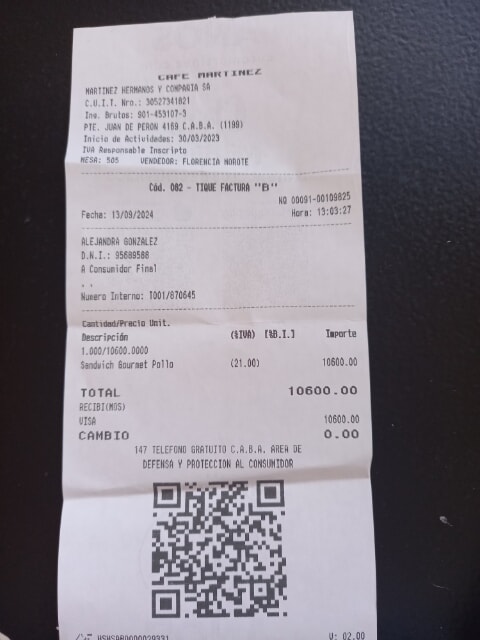 CAFE MARTINEZ
MARTINEZ HERMANOS Y COMPAÑIA SA
C.U.I.T. Nro.: 30527341821
Ing. Brutos: 901-453107-3
PTE. JUAN DE PERON 4169 C.A.B.A. (1199)
Inicio de Actividades: 30/03/2023
IVA Responsable Inscripto
MESA: 505 VENDEDOR: FLORENCIA MOROTE
Cód. 082 - TIQUE FACTURA "B"
Nº 00091-00109825
Fecha: 13/09/2024 Hora: 13:03:27
ALEJANDRA GONZALEZ
D.N.I.: 95689588
A Consumidor Final
. .
Numero Interno: T001/870645
Cantidad/Precio Unit.
Descripción (%IVA) [%B.I.] Importe
1.000/10600.0000
Sandwich Gourmet Pollo (21.00) 10600.00
TOTAL 10600.00
RECIBI(MOS)
VISA 10600.00
CAMBIO 0.00
147 TELEFONO GRATUITO C.A.B.A. AREA DE
DEFENSA Y PROTECCION AL CONSUMIDOR
V: 02.00